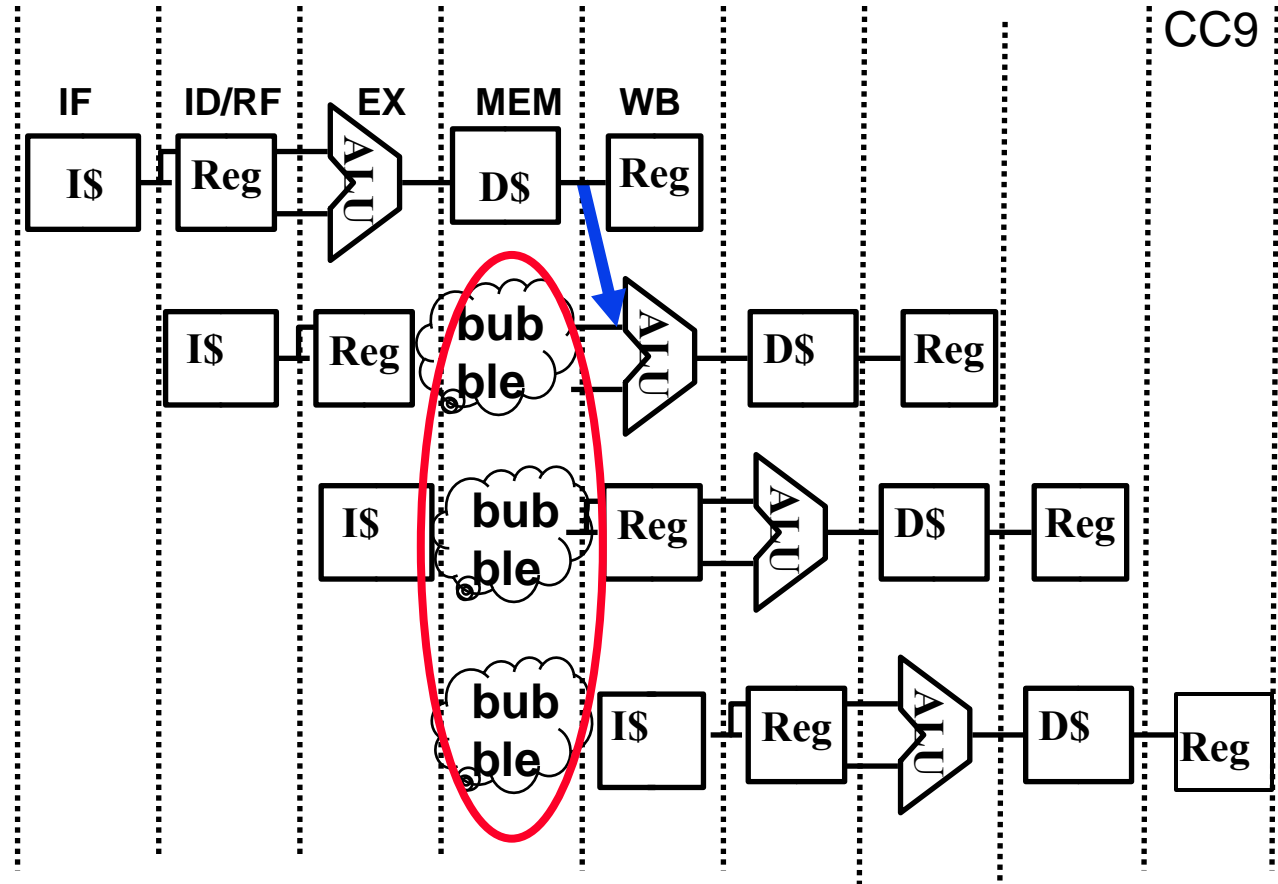 CC9
IF ID/RF EX MEM WB
I$ Reg ALU D$ Reg
I$ Reg bub ALU D$ Reg
ble
I$ bub Reg ALU D$ Reg
ble
bub I$ Reg ALU D$ Reg
ble